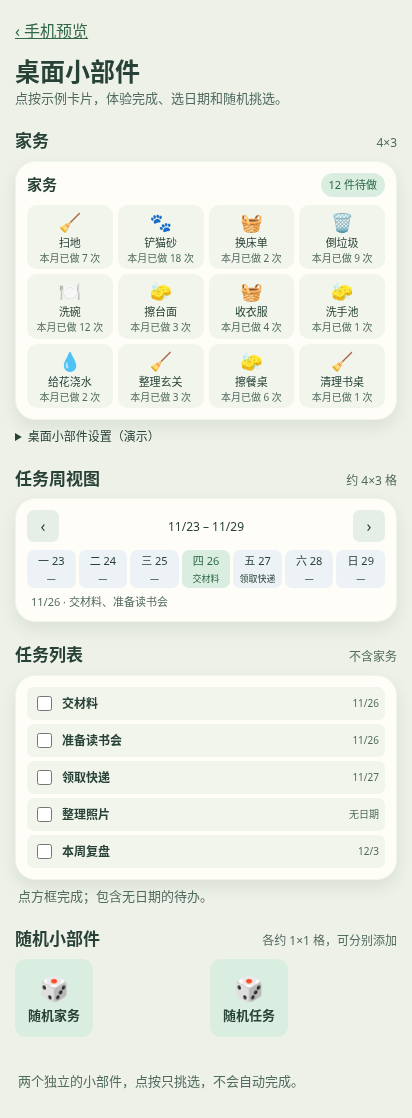 ‹ 手机预览
桌面小部件
点按示例卡片，体验完成、选日期和随机挑选。
家务 4×3
家务 12 件待做
扫地 铲猫砂 换床单 倒垃圾
本月已做 7 次 本月已做 18 次 本月已做 2 次 本月已做 9 次
洗碗 擦台面 收衣服 洗手池
本月已做 12 次 本月已做 3 次 本月已做 4 次 本月已做 1 次
给花浇水 整理玄关 擦餐桌 清理书桌
本月已做 2 次 本月已做 3 次 本月已做 6 次 本月已做 1 次
▶ 桌面小部件设置（演示）
任务周视图 约 4×3 格
‹ 11/23 – 11/29 ›
一 23 二 24 三 25 四 26 五 27 六 28 日 29
— — — 交材料 领取快递 — —
11/26 · 交材料、准备读书会
任务列表 不含家务
交材料 11/26
准备读书会 11/26
领取快递 11/27
整理照片 无日期
本周复盘 12/3
点方框完成；包含无日期的待办。
随机小部件 各约 1×1 格，可分别添加
随机家务 随机任务
两个独立的小部件，点按只挑选，不会自动完成。